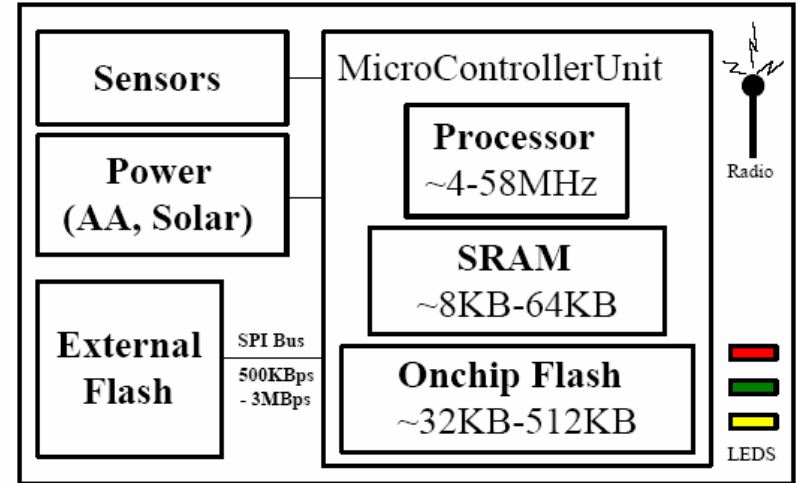 Sensors
Power
(AA, Solar)
External
Flash
SPI Bus
500KBps
- 3MBps
MicroControllerUnit
Processor
~4-58MHz
SRAM
~8KB-64KB
Onchip Flash
~32KB-512KB
Radio
LEDS